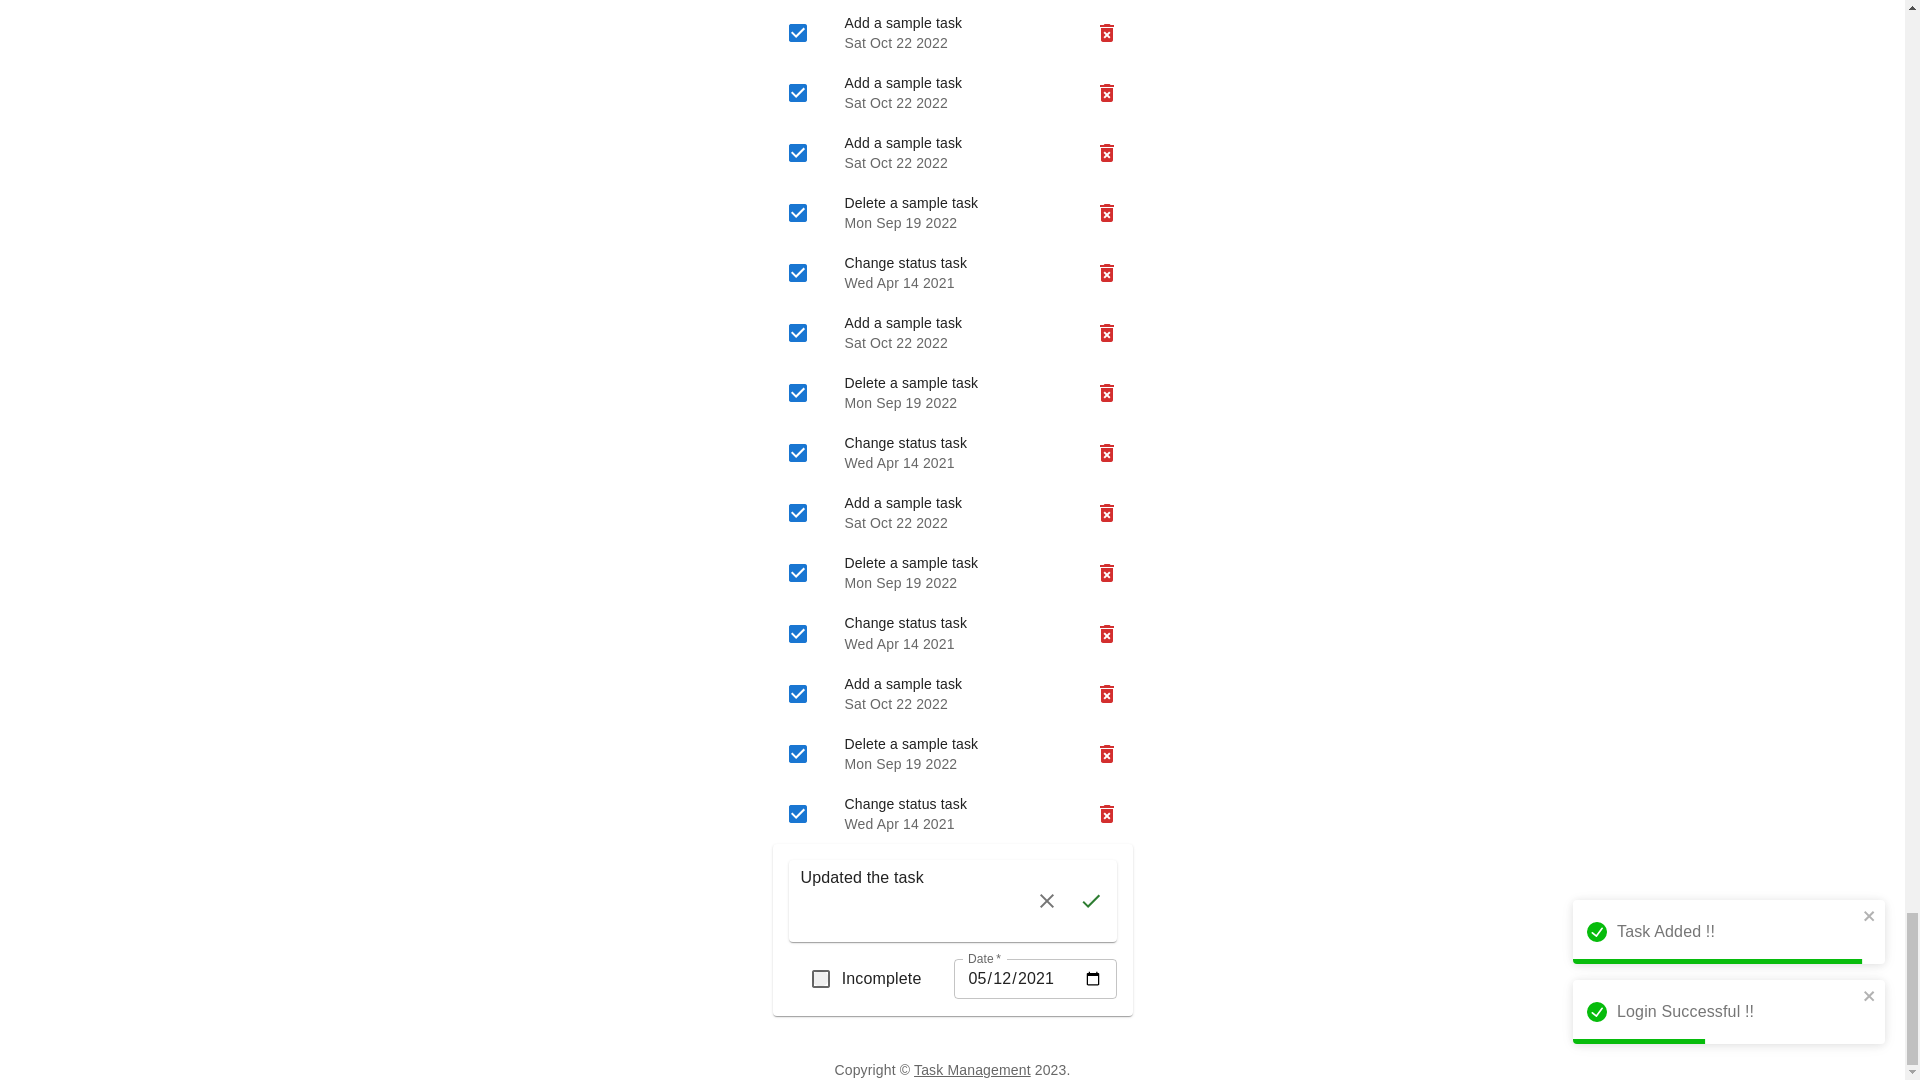 Add a sample task
Sat Oct 22 2022
Add a sample task
Sat Oct 22 2022
Add a sample task
Sat Oct 22 2022
Delete a sample task
Mon Sep 19 2022
Change status task
Wed Apr 14 2021
Add a sample task
Sat Oct 22 2022
Delete a sample task
Mon Sep 19 2022
Change status task
Wed Apr 14 2021
Add a sample task
Sat Oct 22 2022
Delete a sample task
Mon Sep 19 2022
Change status task
Wed Apr 14 2021
Add a sample task
Sat Oct 22 2022
Delete a sample task
Mon Sep 19 2022
Change status task
Wed Apr 14 2021
Updated the task
Incomplete
Date *
05/12/2021
Task Added !!
Login Successful !!
Copyright © Task Management 2023.